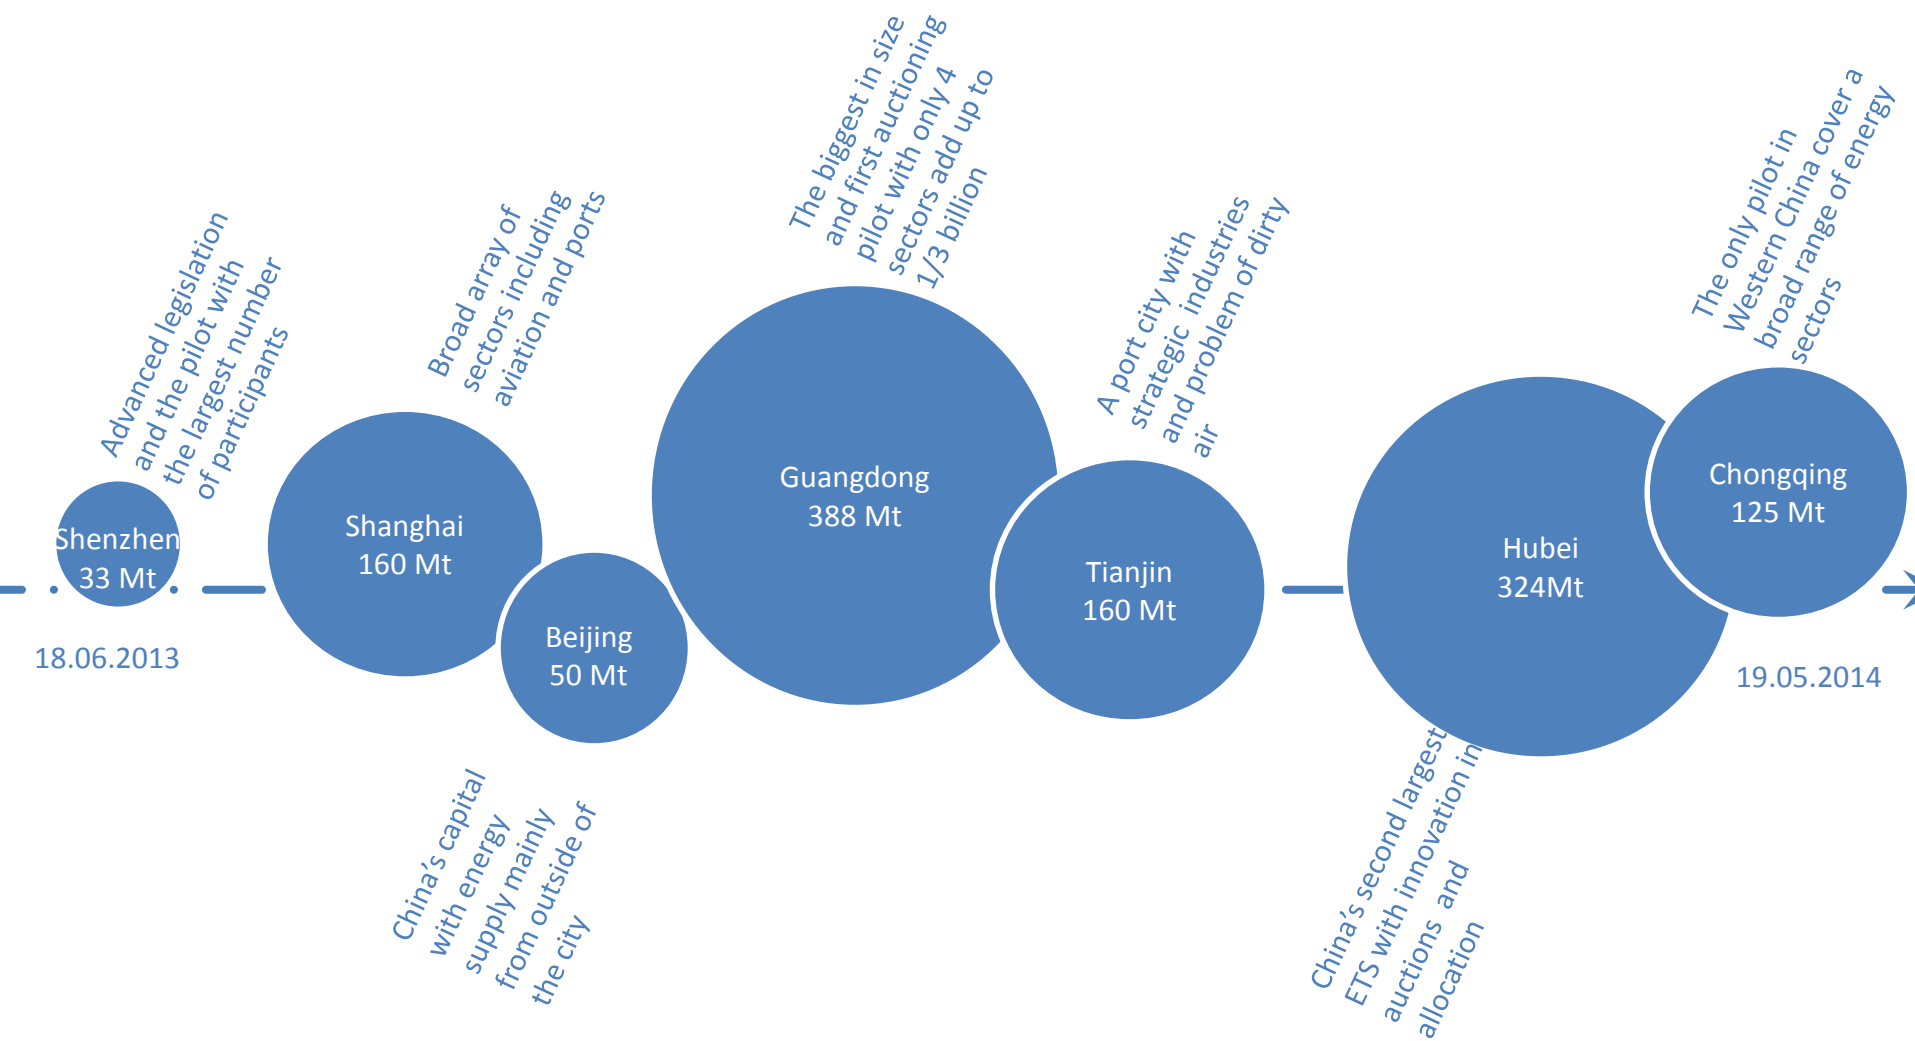 Advanced legislation
and the pilot with
the largest number
of participants
Shenzhen
33 Mt
18.06.2013
Broad array of
sectors including
aviation and ports
Shanghai
160 Mt
Beijing
50 Mt
China's capital
with energy
supply mainly
from outside of
the city
The biggest in size
and first auctioning
pilot with only 4
sectors add up to
1/3 billion
Guangdong
388 Mt
A port city with
strategic industries
and problem of dirty
air
Tianjin
160 Mt
Hubei
324Mt
China's second largest
ETS with innovation in
auctions and
allocation
The only pilot in
Western China cover a
broad range of energy
sectors
Chongqing
125 Mt
19.05.2014